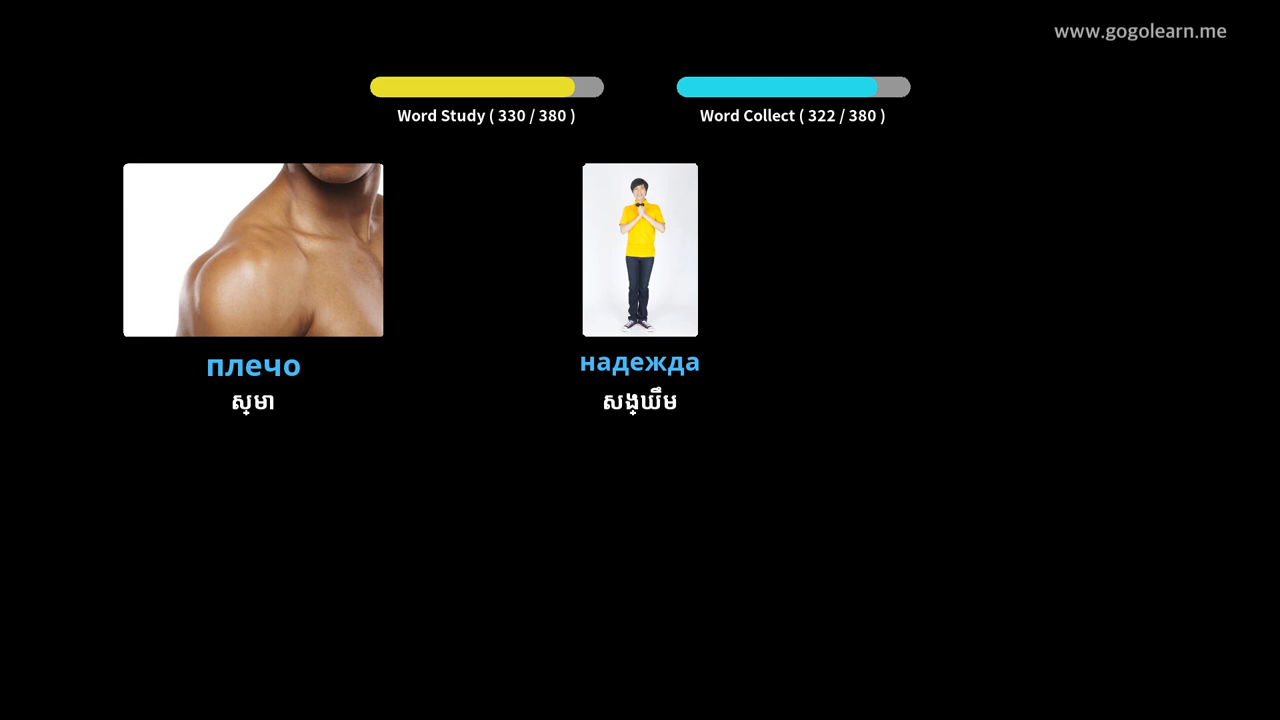 www.gogolearn.me
Word Study ( 330 / 380 )
Word Collect ( 322 / 380 )
плечо
надежда
ស្មា
សង្ឃឹម